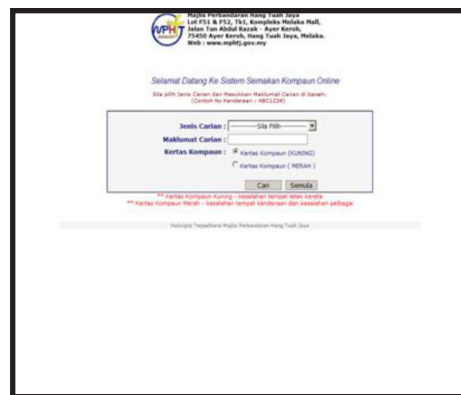 Majlis Perbandaran Hang Tuah Jaya
Lot F51 & F52, Tk1, Kompleks Melaka Mall,
Jalan Tun Abdul Razak - Ayer Keroh,
75450 Ayer Keroh, Hang Tuah Jaya, Melaka.
Web : www.mphtj.gov.my
Selamat Datang Ke Sistem Semakan Kompaun Online
Sila pilih Jenis Carian dan Masukkan Maklumat Carian di bawah:
(Contoh No Kenderaan : ABC1234)
Jenis Carian : ----------Sila Pilih----------
Maklumat Carian :
Kertas Kompaun : Kertas Kompaun (KUNING)
Kertas Kompaun ( MERAH )
Cari Semula
** Kertas Kompaun Kuning - kesalahan tempat letak kereta
** Kertas Kompaun Merah - kesalahan tempat kenderaan dan kesalahan pelbagai
Hakcipta Terpelihara Majlis Perbandaran Hang Tuah Jaya